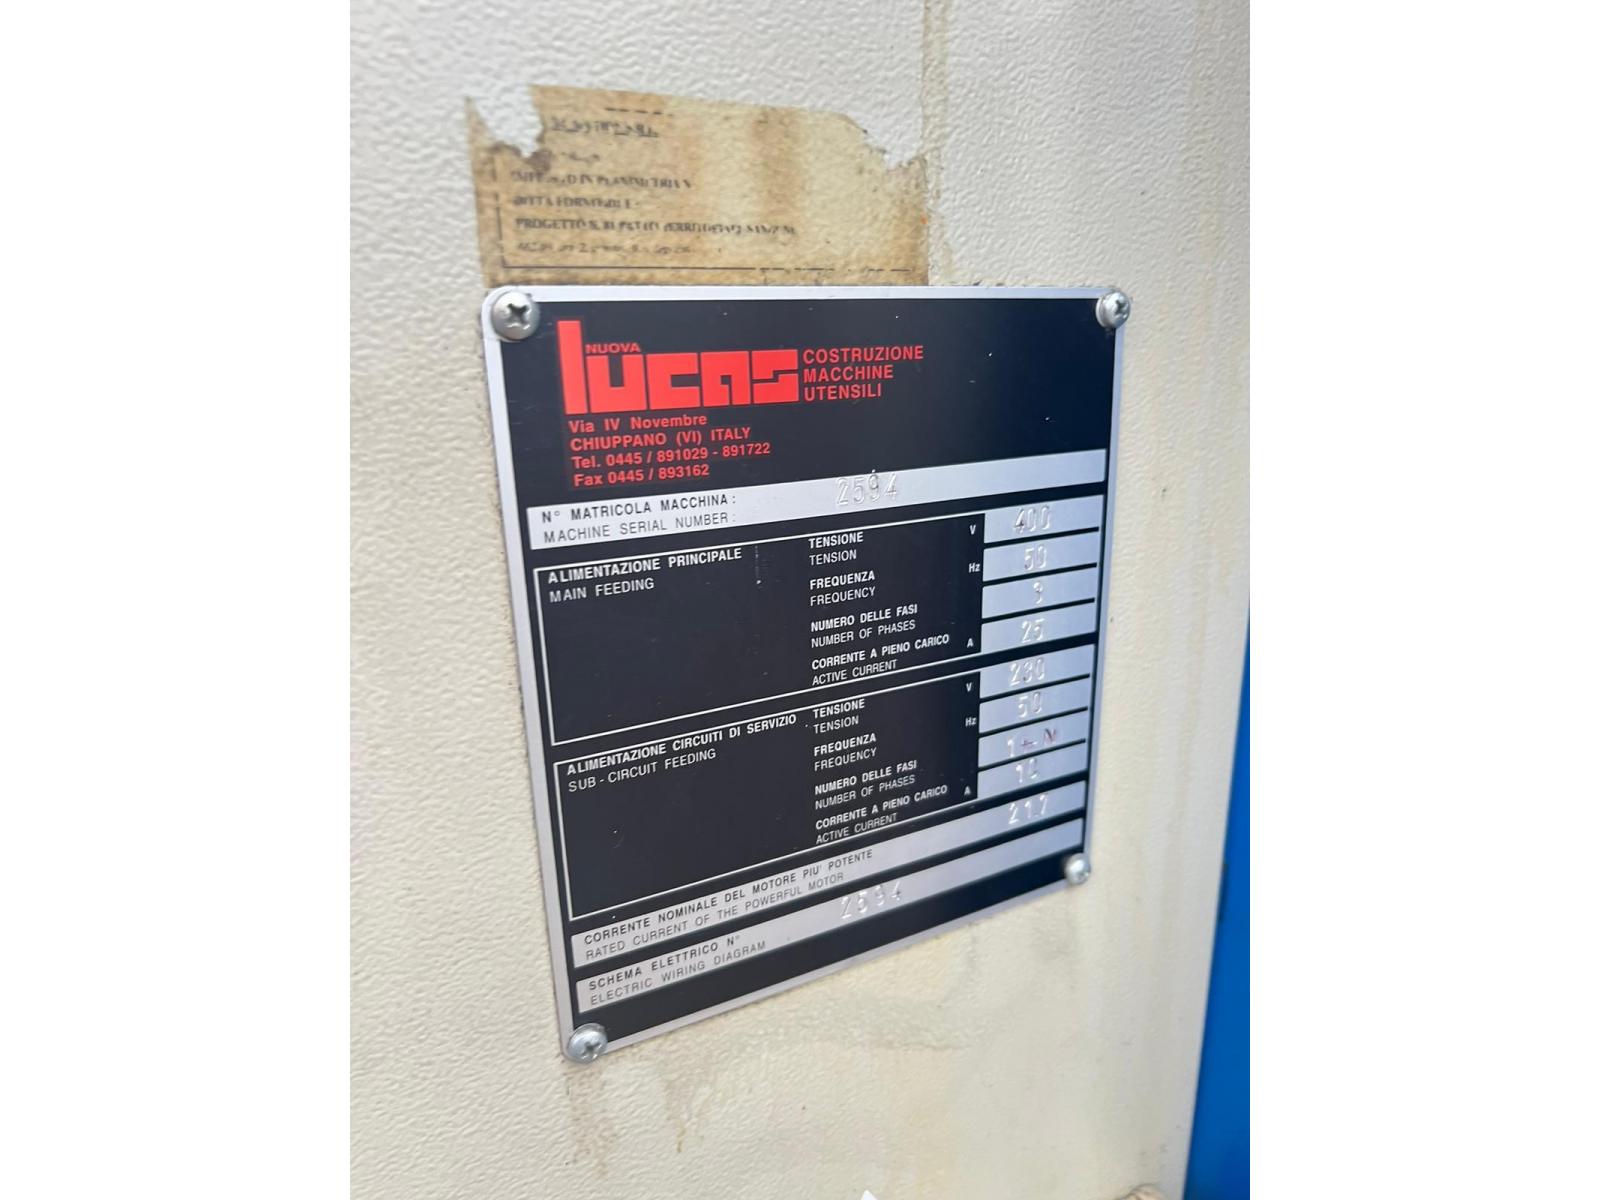 DITTA FORNITRICE
PROGETTO N.
NUOVA
lucas
COSTRUZIONE
MACCHINE
UTENSILI
Via IV Novembre
CHIUPPANO (VI) ITALY
Tel. 0445 / 891029 - 891722
Fax 0445 / 893162
N° MATRICOLA MACCHINA: 2594
MACHINE SERIAL NUMBER:
ALIMENTAZIONE PRINCIPALE
MAIN FEEDING
TENSIONE V 400
TENSION
FREQUENZA Hz 50
FREQUENCY
NUMERO DELLE FASI 3
NUMBER OF PHASES
CORRENTE A PIENO CARICO A 25
ACTIVE CURRENT
ALIMENTAZIONE CIRCUITI DI SERVIZIO
SUB - CIRCUIT FEEDING
TENSIONE V 230
TENSION
FREQUENZA Hz 50
FREQUENCY
NUMERO DELLE FASI 1+N
NUMBER OF PHASES
CORRENTE A PIENO CARICO A 10
ACTIVE CURRENT
CORRENTE NOMINALE DEL MOTORE PIU' POTENTE 21.7
RATED CURRENT OF THE POWERFUL MOTOR
SCHEMA ELETTRICO N° 2594
ELECTRIC WIRING DIAGRAM